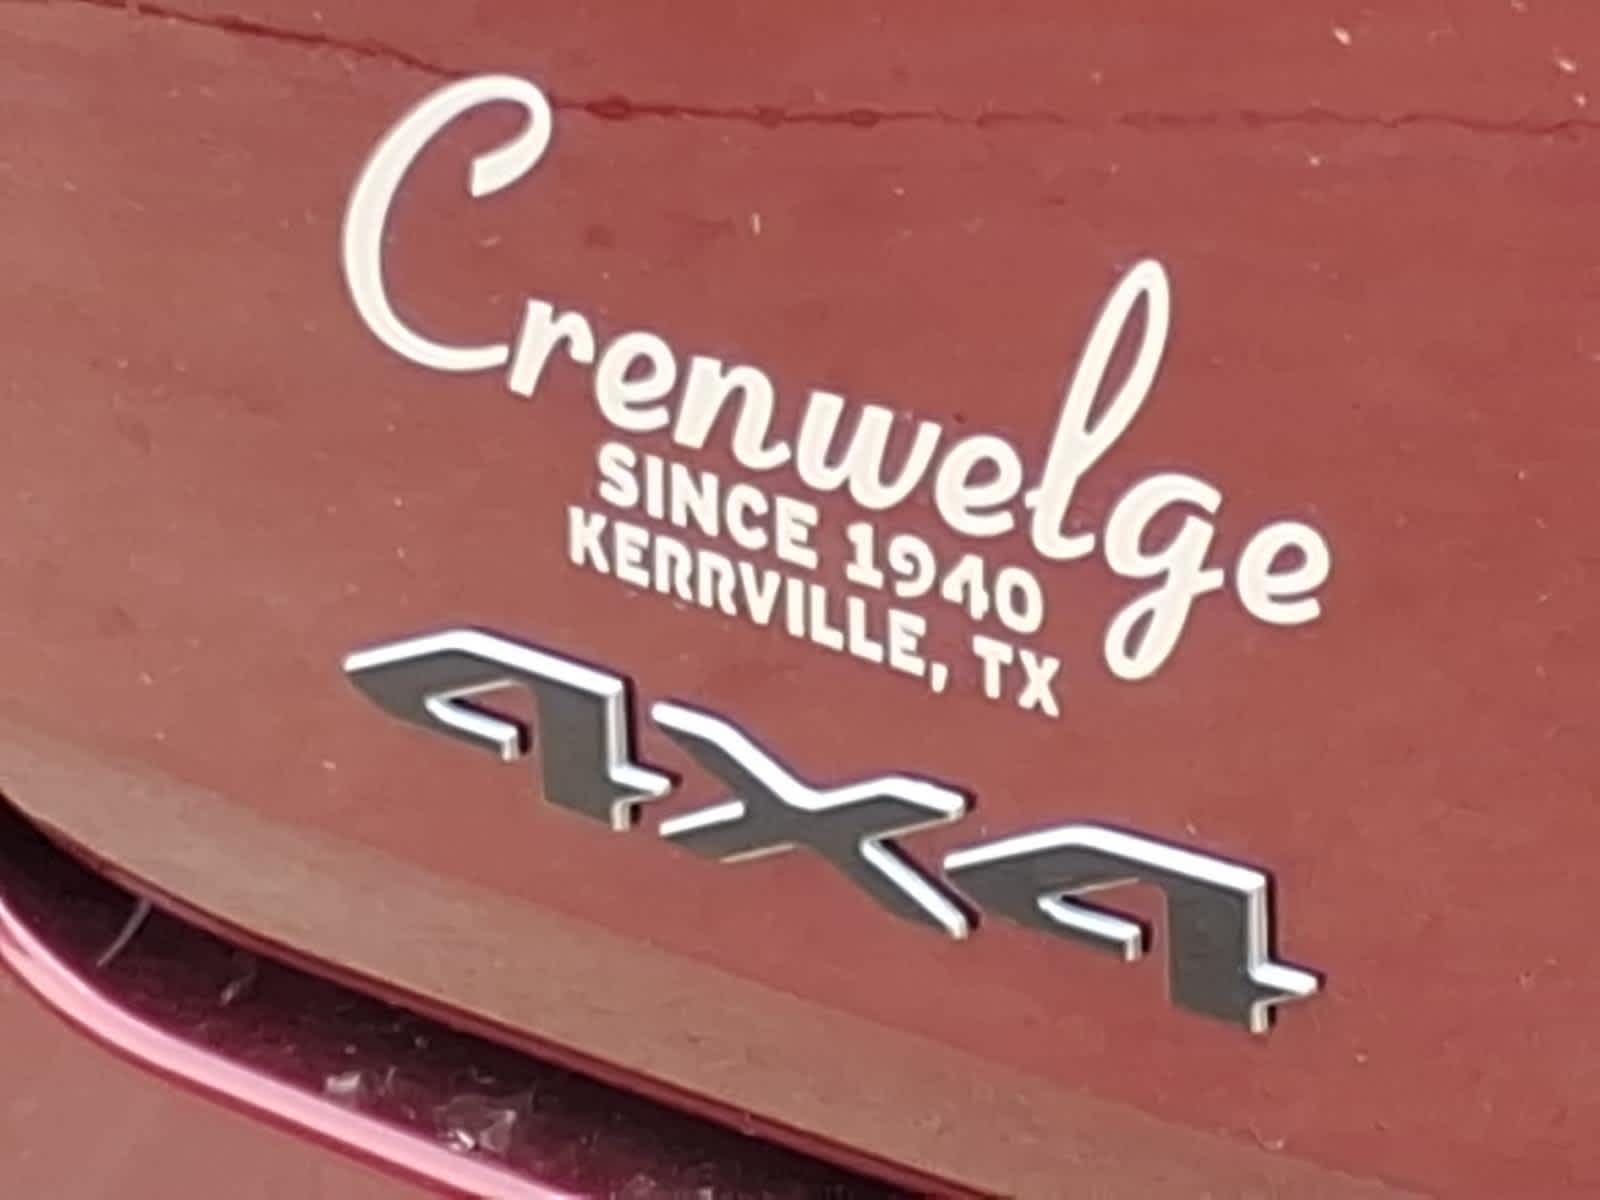 Crenwelge
SINCE 1940
KERRVILLE, TX
4X4